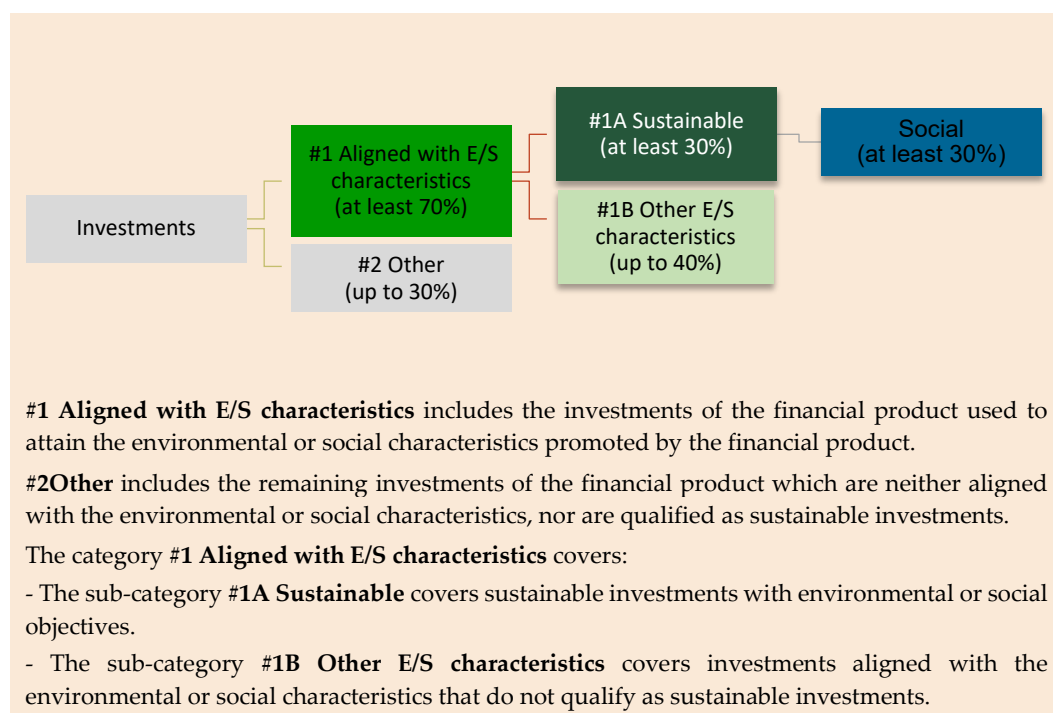 Investments
#1 Aligned with E/S
characteristics
(at least 70%)
#2 Other
(up to 30%)
#1A Sustainable
(at least 30%)
#1B Other E/S
characteristics
(up to 40%)
Social
(at least 30%)
#1 Aligned with E/S characteristics includes the investments of the financial product used to
attain the environmental or social characteristics promoted by the financial product.
#2Other includes the remaining investments of the financial product which are neither aligned
with the environmental or social characteristics, nor are qualified as sustainable investments.
The category #1 Aligned with E/S characteristics covers:
- The sub-category #1A Sustainable covers sustainable investments with environmental or social
objectives.
- The sub-category #1B Other E/S characteristics covers investments aligned with the
environmental or social characteristics that do not qualify as sustainable investments.